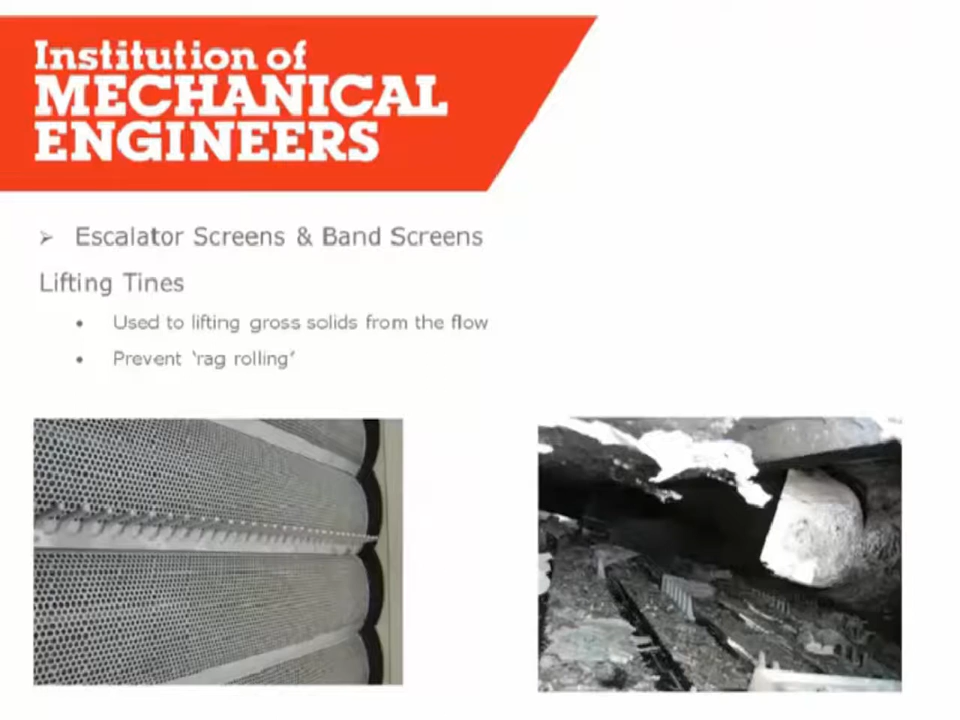 Institution of
MECHANICAL
ENGINEERS
➢ Escalator Screens & Band Screens
Lifting Tines
• Used to lifting gross solids from the flow
• Prevent ‘rag rolling’